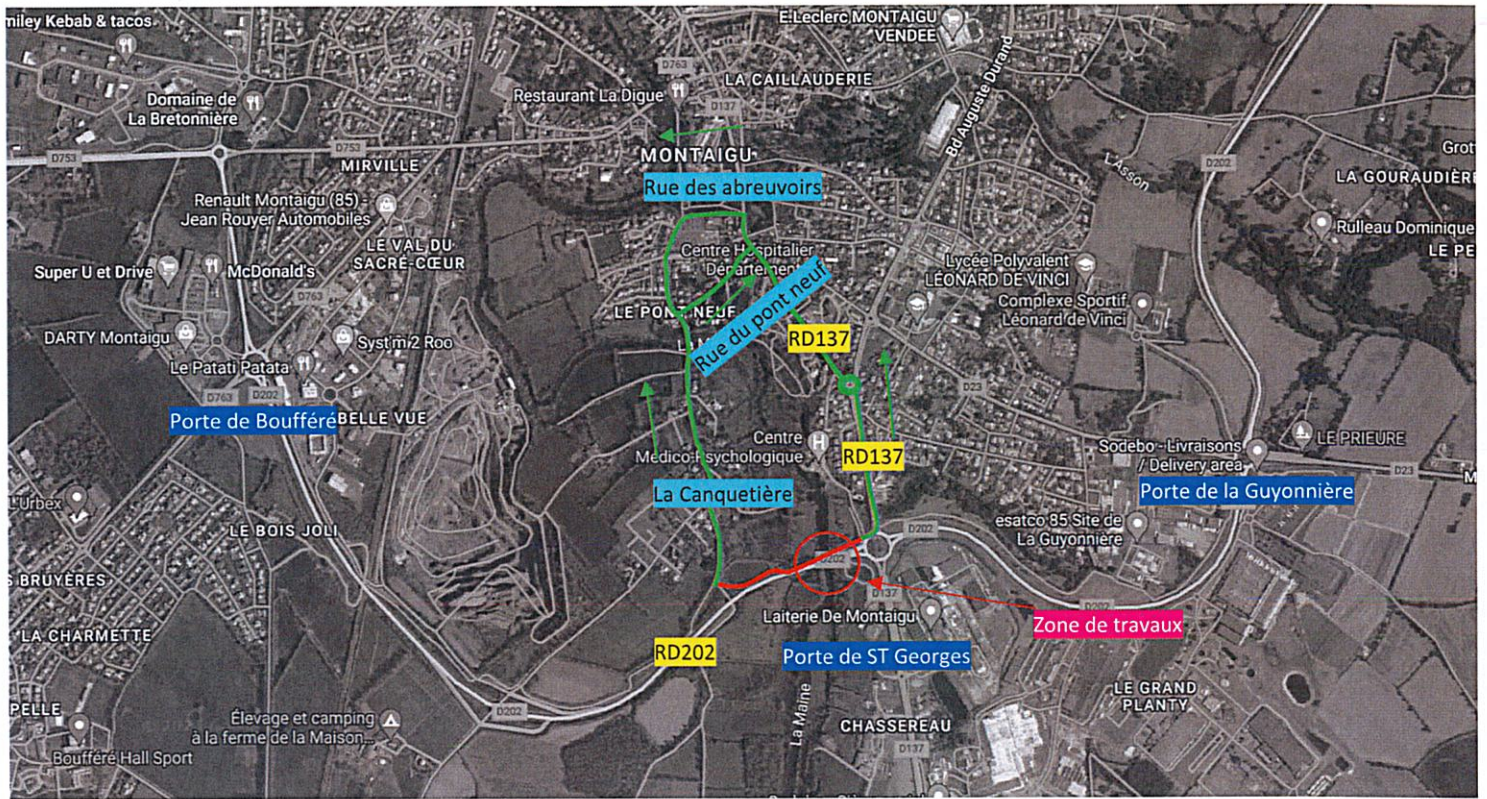 miley Kebab & tacos
E.Leclerc MONTAIGU
VENDEE
D763
LA CAILLAUDERIE
Domaine de
La Bretonnière
Restaurant La Digue
D137
Bd Auguste Durand
D753
D753
MIRVILLE
MONTAIGU
L'Asson
D202
Grot
LA GOURAUDIÈRE
Rue des abreuvoirs
Renault Montaigu (85) -
Jean Rouyer Automobiles
Rulleau Dominique
LE PE
LE VAL DU
SACRÉ-CŒUR
Centre Hospitalier
Département
Lycée Polyvalent
LÉONARD DE VINCI
Super U et Drive
McDonald's
Complexe Sportif
Léonard de Vinci
D763
LE PONT NEUF
Rue du pont neuf
DARTY Montaigu
Syst'mi2 Roo
RD137
Le Patati Patata
D23
D763
D202
Porte de Boufféré
BELLE VUE
LE PRIEURE
Centre
Médico-Psychologique
RD137
Sodebo - Livraisons
/ Delivery area
D23
M
La Canquetière
Porte de la Guyonnière
L'Urbex
LE BOIS JOLI
D202
esatco 85 Site de
La Guyonnière
D202
S BRUYÈRES
D137
D202
Laiterie De Montaigu
Zone de travaux
LA CHARMETTE
RD202
Porte de ST Georges
LE GRAND
PLANTY
PELLE
D202
Élevage et camping
à la ferme de la Maison...
La Maine
CHASSEREAU
D137
Boufféré Hall Sport